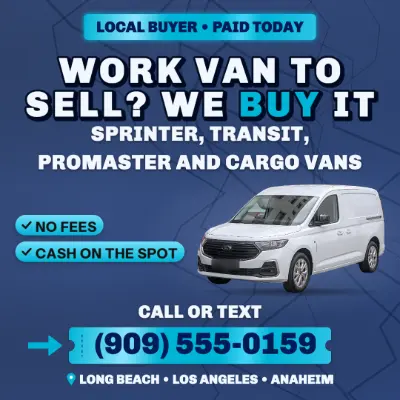 LOCAL BUYER • PAID TODAY
WORK VAN TO
SELL? WE BUY IT
SPRINTER, TRANSIT,
PROMASTER AND CARGO VANS
NO FEES
CASH ON THE SPOT
CALL OR TEXT
(909) 555-0159
LONG BEACH • LOS ANGELES • ANAHEIM